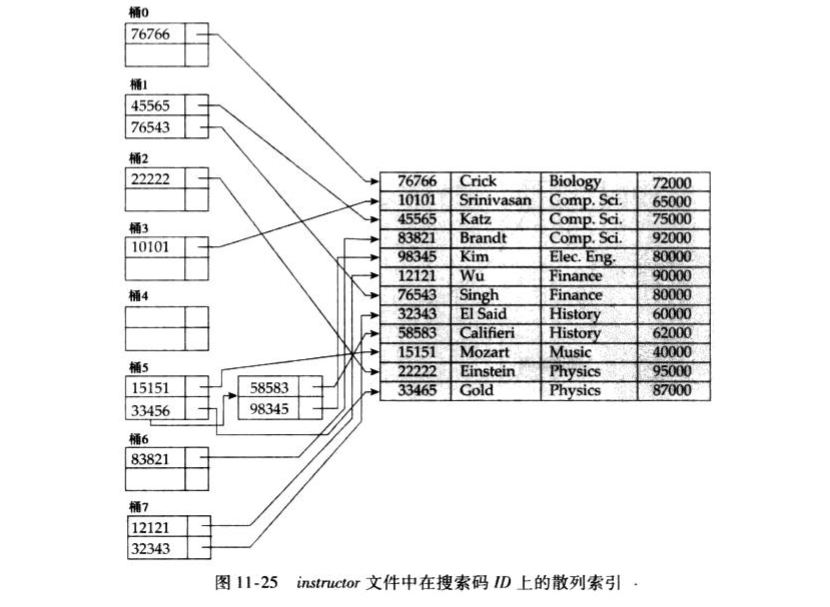 桶0
76766
桶1
45565
76543
桶2
22222
桶3
10101
桶4
桶5
15151
33456
58583
98345
桶6
83821
桶7
12121
32343
76766 Crick Biology 72000
10101 Srinivasan Comp. Sci. 65000
45565 Katz Comp. Sci. 75000
83821 Brandt Comp. Sci. 92000
98345 Kim Elec. Eng. 80000
12121 Wu Finance 90000
76543 Singh Finance 80000
32343 El Said History 60000
58583 Califieri History 62000
15151 Mozart Music 40000
22222 Einstein Physics 95000
33465 Gold Physics 87000
图 11-25 instructor 文件中在搜索码 ID 上的散列索引